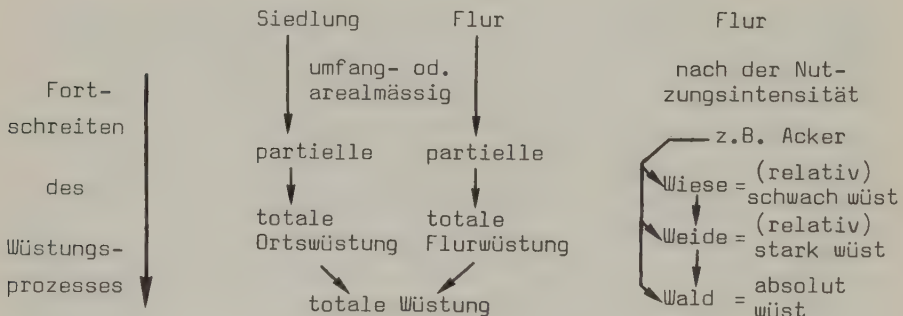 Siedlung
Flur
umfang- od.
arealmässig
Fort-
schreiten
des
Wüstungs-
prozesses
partielle
partielle
totale
Ortswüstung
totale
Flurwüstung
totale Wüstung
Flur
nach der Nut-
zungsintensität
z.B. Acker
Wiese = (relativ)
schwach wüst
Weide = (relativ)
stark wüst
Wald = absolut
wüst